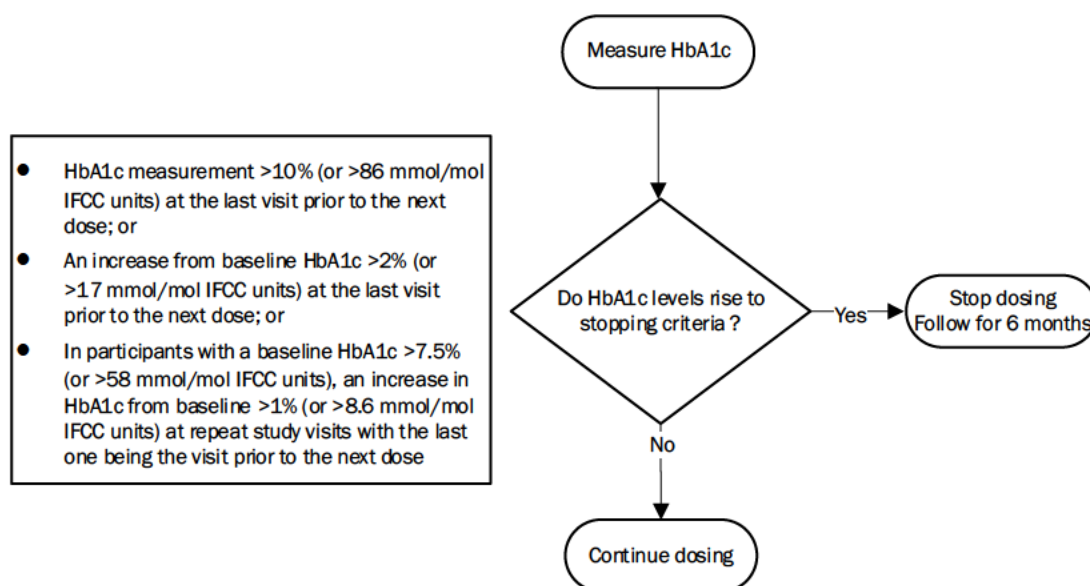 Measure HbA1c
● HbA1c measurement >10% (or >86 mmol/mol
IFCC units) at the last visit prior to the next
dose; or
● An increase from baseline HbA1c >2% (or
>17 mmol/mol IFCC units) at the last visit
prior to the next dose; or
● In participants with a baseline HbA1c >7.5%
(or >58 mmol/mol IFCC units), an increase in
HbA1c from baseline >1% (or >8.6 mmol/mol
IFCC units) at repeat study visits with the last
one being the visit prior to the next dose
Do HbA1c levels rise to
stopping criteria ?
Yes
Stop dosing
Follow for 6 months
No
Continue dosing